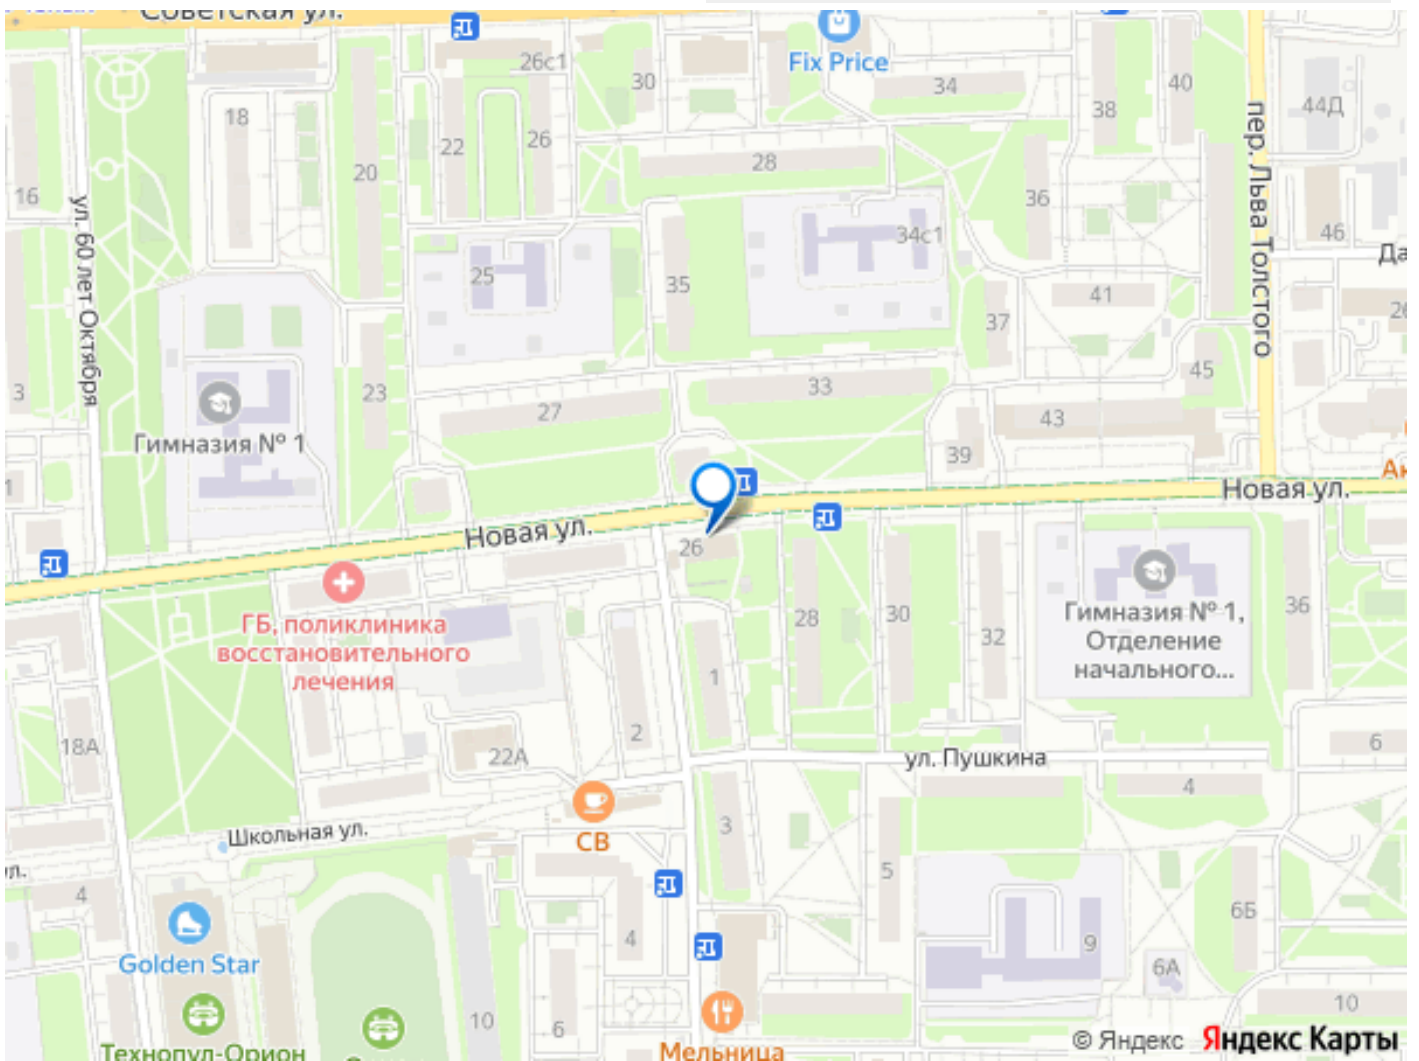 Советская ул.
Fix Price
26с1
30
34
40
38
44Д
18
22
26
20
28
36
16
ул. 60 лет Октября
пер. Льва Толстого
34с1
46
25
35
41
37
3
23
27
33
45
43
39
Гимназия № 1
1
Новая ул.
Новая ул.
26
ГБ, поликлиника
восстановительного
лечения
28
30
32
Гимназия № 1,
Отделение
начального...
36
1
2
18А
22А
ул. Пушкина
6
4
СВ
3
Школьная ул.
5
4
6Б
4
Golden Star
9
6А
10
6
10
Технопул-Орион
Мельница
© Яндекс Яндекс Карты